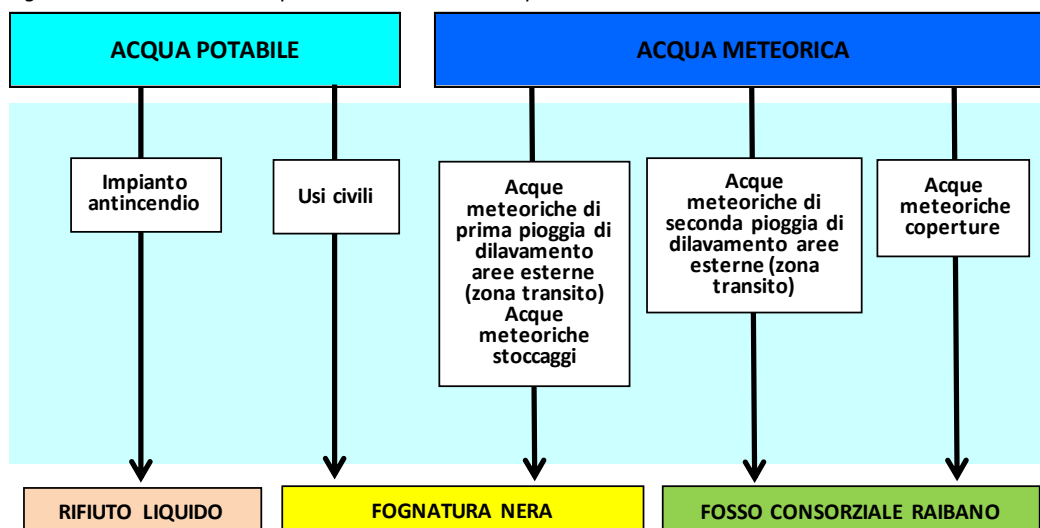 ACQUA POTABILE
ACQUA METEORICA
Impianto
antincendio
Usi civili
Acque
meteoriche di
prima pioggia di
dilavamento
aree esterne
(zona transito)
Acque
meteoriche
stoccaggi
Acque
meteoriche di
seconda pioggia di
dilavamento aree
esterne (zona
transito)
Acque
meteoriche
coperture
RIFIUTO LIQUIDO
FOGNATURA NERA
FOSSO CONSORZIALE RAIBANO